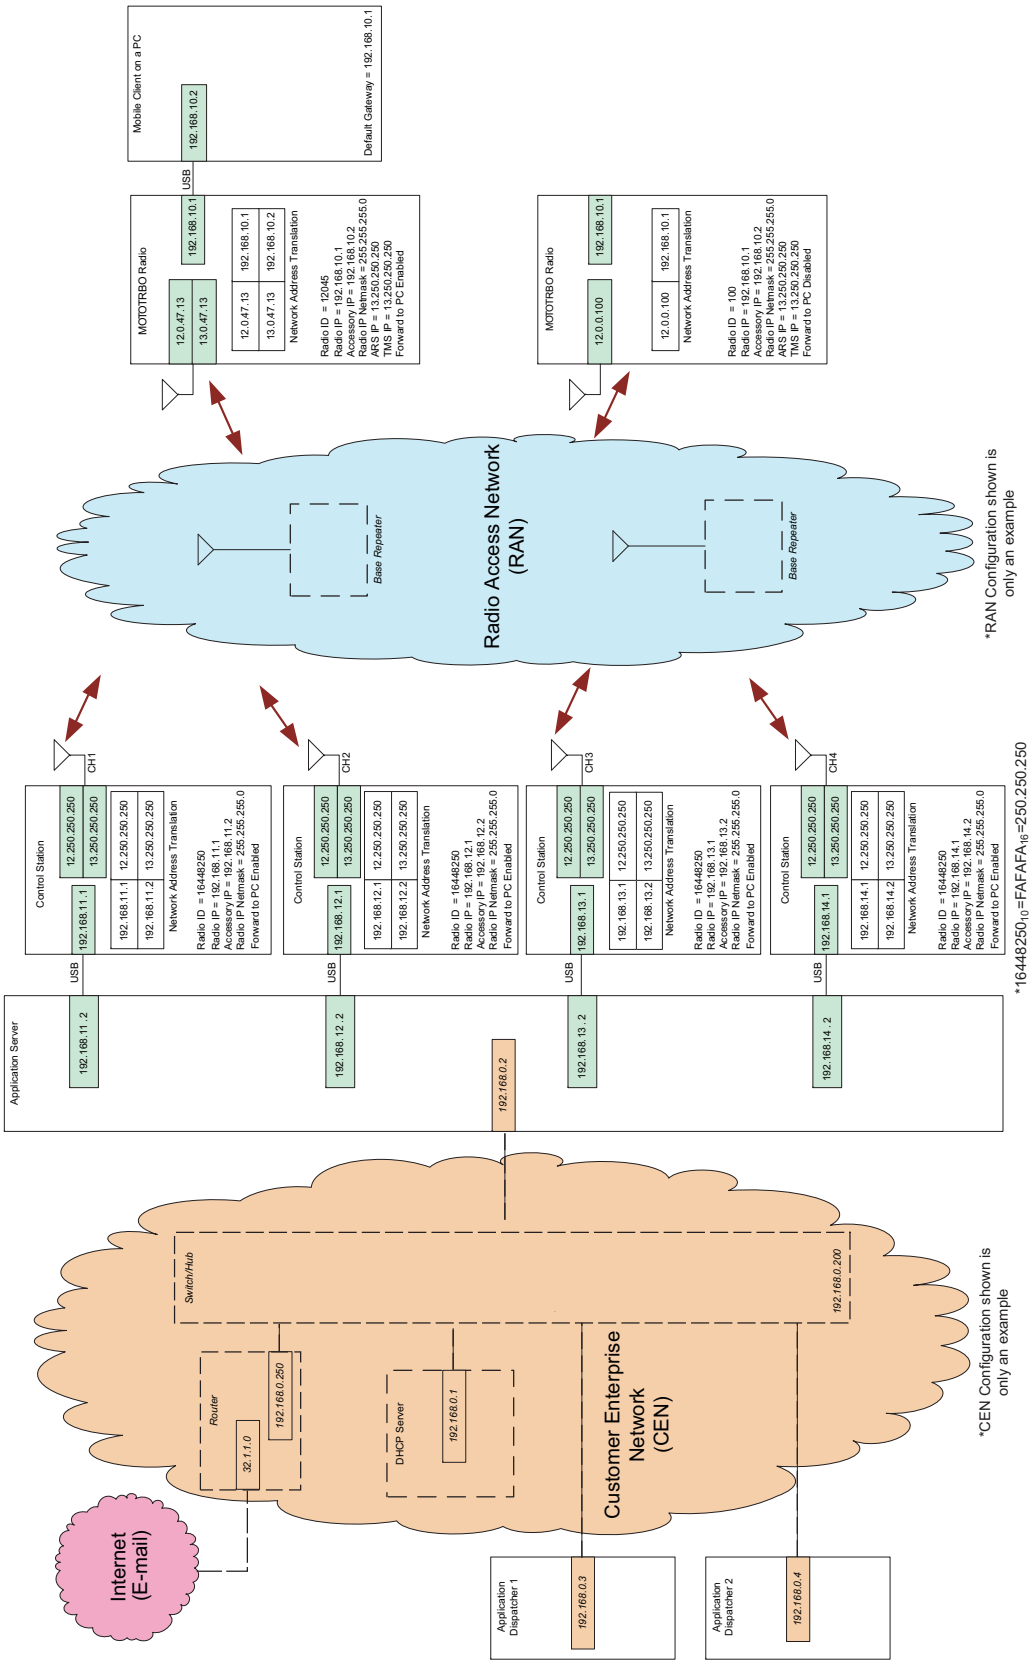 Internet
(E-mail)
Router
32.1.1.0
192.168.0.250
DHCP Server
192.168.0.1
Switch/Hub
192.168.0.200
Customer Enterprise
Network
(CEN)
Application
Dispatcher 1
192.168.0.3
Application
Dispatcher 2
192.168.0.4
*CEN Configuration shown is
only an example
Application Server
192.168.0.2
192.168.11.2
192.168.12.2
192.168.13.2
192.168.14.2
USB
Control Station
192.168.11.1
12.250.250.250
13.250.250.250
CH1
192.168.11.1 12.250.250.250
192.168.11.2 13.250.250.250
Network Address Translation
Radio ID = 16448250
Radio IP = 192.168.11.1
Accessory IP = 192.168.11.2
Radio IP Netmask = 255.255.255.0
Forward to PC Enabled
USB
Control Station
192.168.12.1
12.250.250.250
13.250.250.250
CH2
192.168.12.1 12.250.250.250
192.168.12.2 13.250.250.250
Network Address Translation
Radio ID = 16448250
Radio IP = 192.168.12.1
Accessory IP = 192.168.12.2
Radio IP Netmask = 255.255.255.0
Forward to PC Enabled
USB
Control Station
192.168.13.1
12.250.250.250
13.250.250.250
CH3
192.168.13.1 12.250.250.250
192.168.13.2 13.250.250.250
Network Address Translation
Radio ID = 16448250
Radio IP = 192.168.13.1
Accessory IP = 192.168.13.2
Radio IP Netmask = 255.255.255.0
Forward to PC Enabled
USB
Control Station
192.168.14.1
12.250.250.250
13.250.250.250
CH4
192.168.14.1 12.250.250.250
192.168.14.2 13.250.250.250
Network Address Translation
Radio ID = 16448250
Radio IP = 192.168.14.1
Accessory IP = 192.168.14.2
Radio IP Netmask = 255.255.255.0
Forward to PC Enabled
*16448250₁₀=FAFAFA₁₆=250.250.250
Base Repeater
Radio Access Network
(RAN)
Base Repeater
*RAN Configuration shown is
only an example
MOTOTRBO Radio
12.0.47.13
13.0.47.13
192.168.10.1
12.0.47.13 192.168.10.1
13.0.47.13 192.168.10.2
Network Address Translation
Radio ID = 12045
Radio IP = 192.168.10.1
Accessory IP = 192.168.10.2
Radio IP Netmask = 255.255.255.0
ARS IP = 13.250.250.250
TMS IP = 13.250.250.250
Forward to PC Enabled
USB
Mobile Client on a PC
192.168.10.2
Default Gateway = 192.168.10.1
MOTOTRBO Radio
12.0.0.100
192.168.10.1
12.0.0.100 192.168.10.1
Network Address Translation
Radio ID = 100
Radio IP = 192.168.10.1
Accessory IP = 192.168.10.2
Radio IP Netmask = 255.255.255.0
ARS IP = 13.250.250.250
TMS IP = 13.250.250.250
Forward to PC Disabled